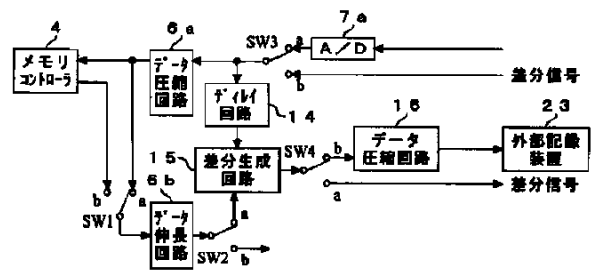 4
メモリ
コントローラ
6a
データ
圧縮
回路
SW3
a
b
7a
A/D
差分信号
ディレイ
回路
14
15
差分生成
回路
SW4
b
a
16
データ
圧縮回路
23
外部記録
装置
差分信号
b
a
SW1
6b
データ
伸長
回路
a
SW2
b